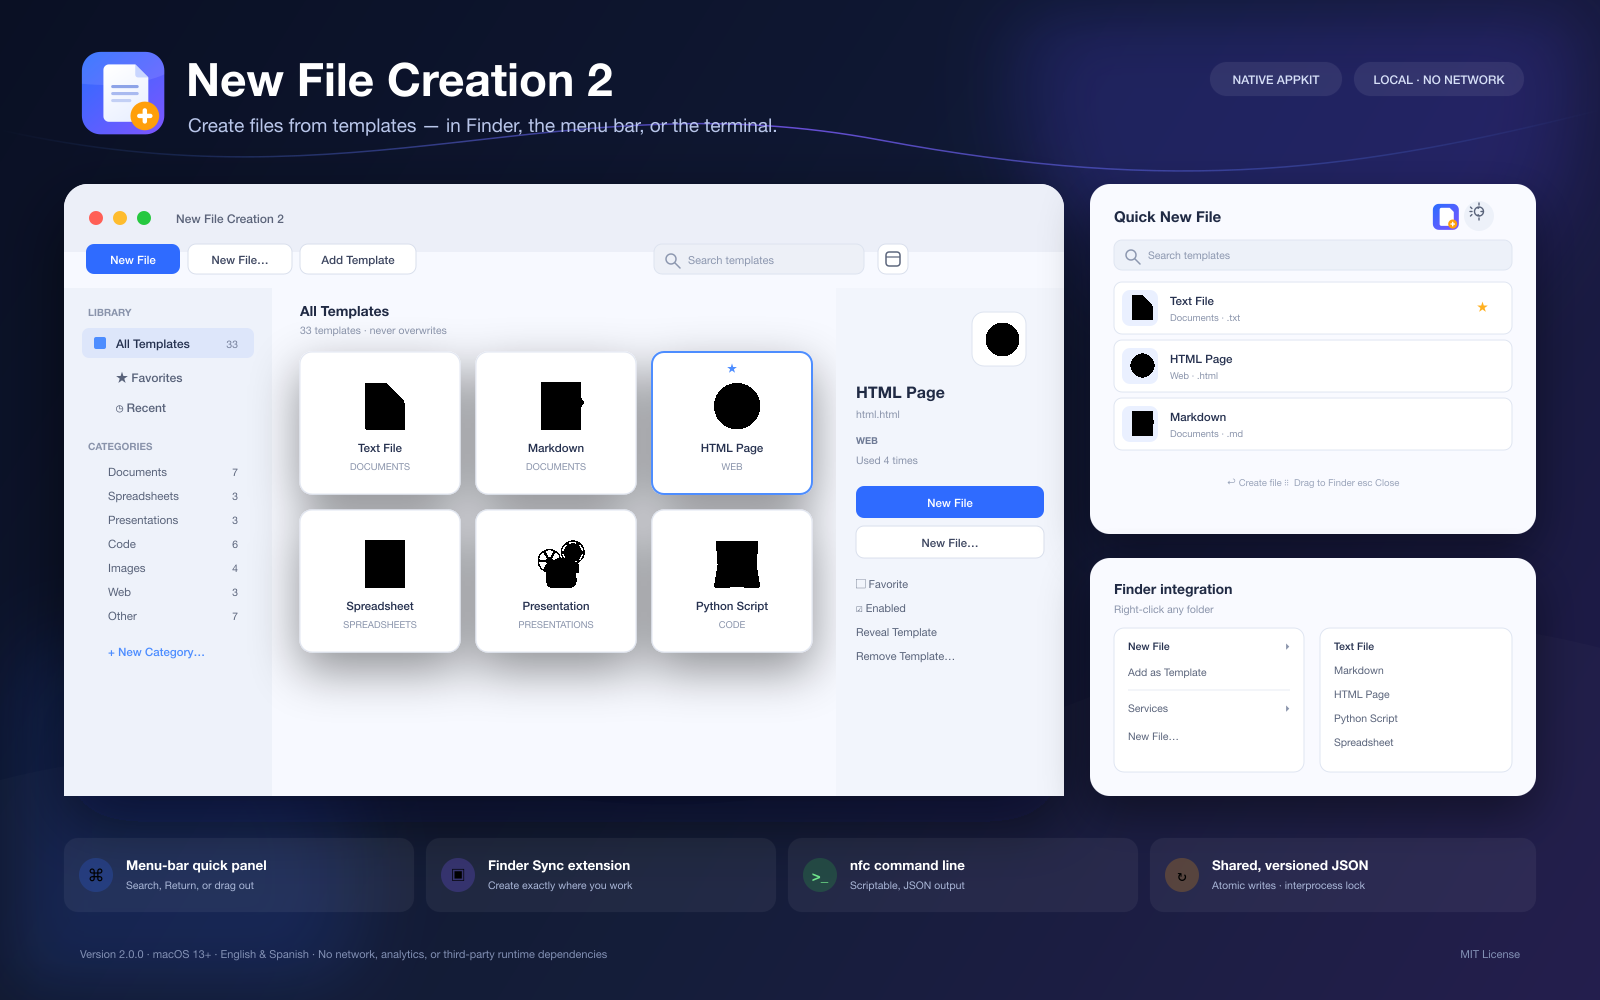 New File Creation 2
Create files from templates — in Finder, the menu bar, or the terminal.
NATIVE APPKIT
LOCAL · NO NETWORK
New File Creation 2
New File
New File...
Add Template
Search templates
LIBRARY
All Templates 33
★ Favorites
Recent
CATEGORIES
Documents 7
Spreadsheets 3
Presentations 3
Code 6
Images 4
Web 3
Other 7
+ New Category...
All Templates
33 templates · never overwrites
Text File
DOCUMENTS
Markdown
DOCUMENTS
★
HTML Page
WEB
Spreadsheet
SPREADSHEETS
Presentation
PRESENTATIONS
Python Script
CODE
HTML Page
html.html
WEB
Used 4 times
New File
New File...
☐ Favorite
☑ Enabled
Reveal Template
Remove Template...
Quick New File
Search templates
Text File
Documents · .txt
★
HTML Page
Web · .html
Markdown
Documents · .md
↩ Create file ⠿ Drag to Finder esc Close
Finder integration
Right-click any folder
New File
Add as Template
Services
New File...
Text File
Markdown
HTML Page
Python Script
Spreadsheet
⌘
Menu-bar quick panel
Search, Return, or drag out
▣
Finder Sync extension
Create exactly where you work
>_
nfc command line
Scriptable, JSON output
↻
Shared, versioned JSON
Atomic writes · interprocess lock
Version 2.0.0 · macOS 13+ · English & Spanish · No network, analytics, or third-party runtime dependencies
MIT License